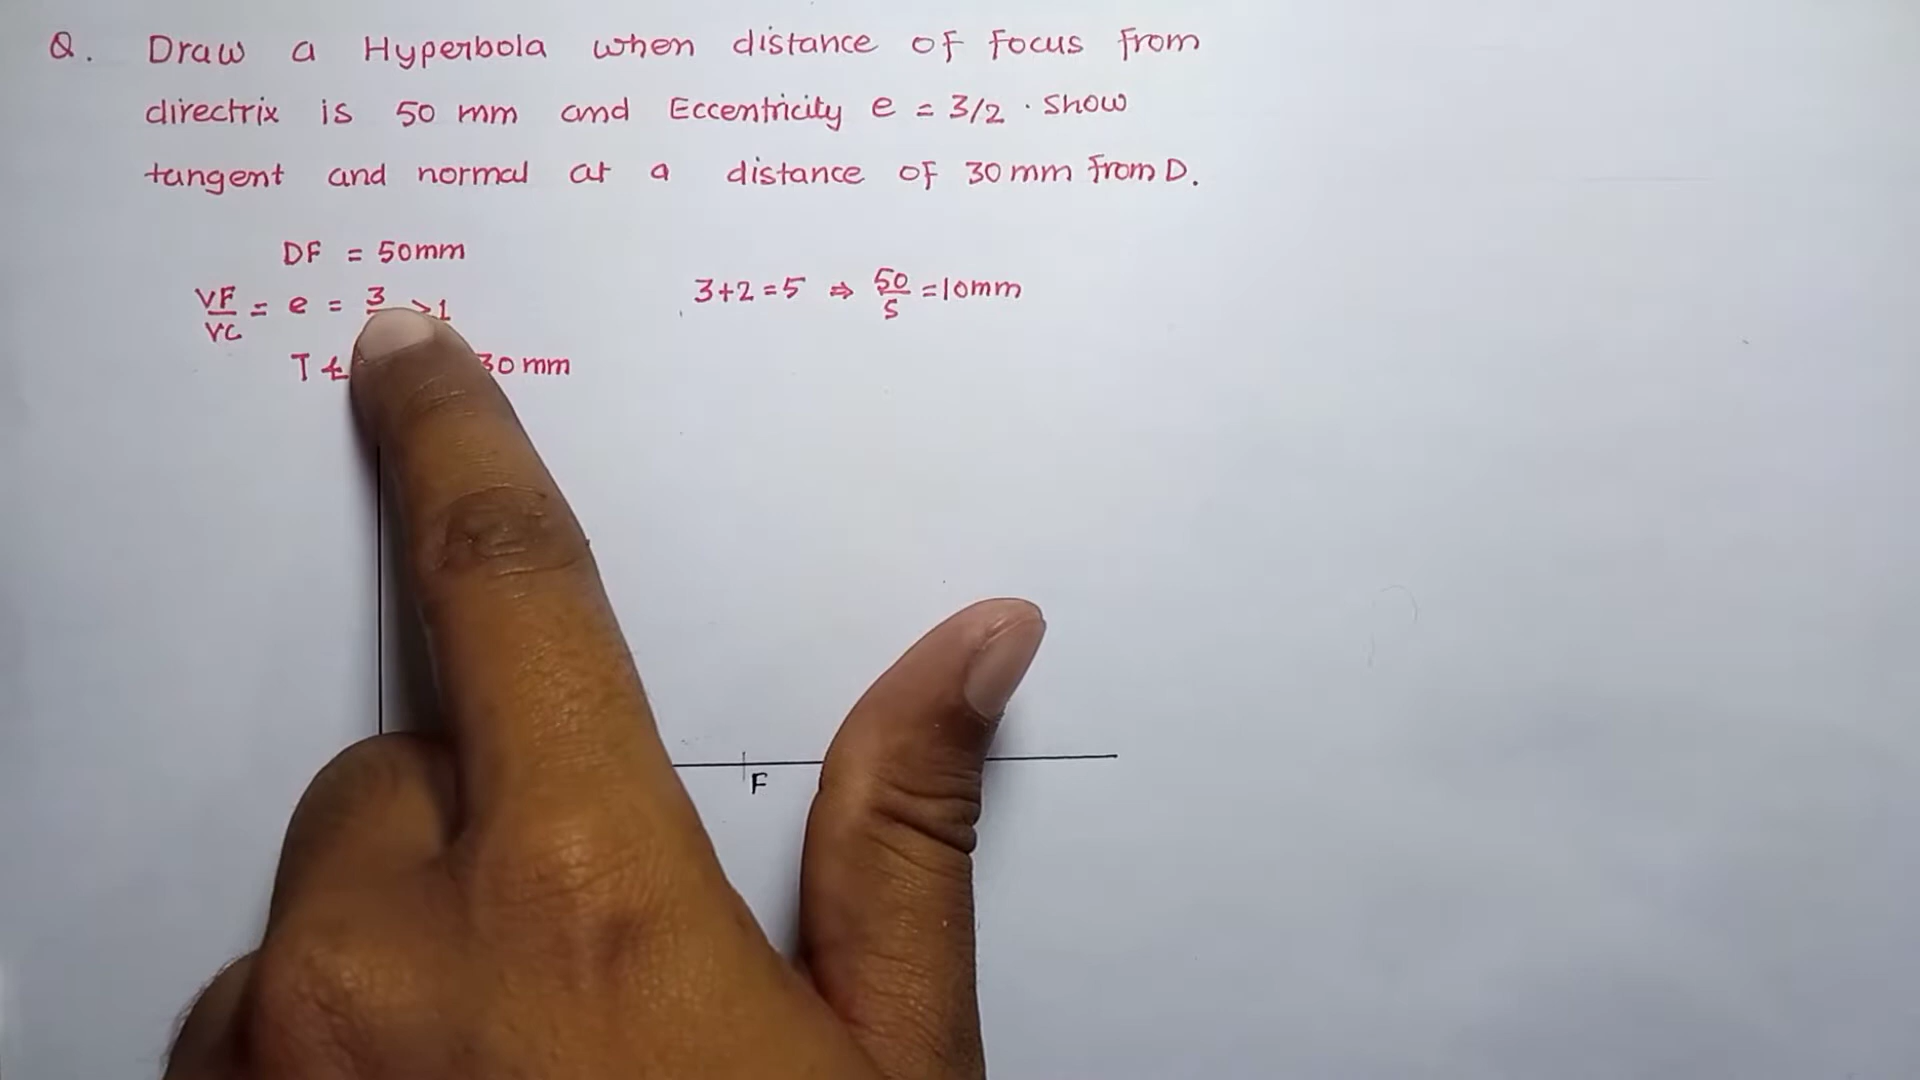 Q. Draw a Hyperbola when distance of focus from
directrix is 50 mm and Eccentricity e = 3/2 . show
tangent and normal at a distance of 30 mm from D.
DF = 50mm
VF/VC = e = 3 >1
3+2=5 ⇒ 50/5 =10mm
T & 30 mm
F